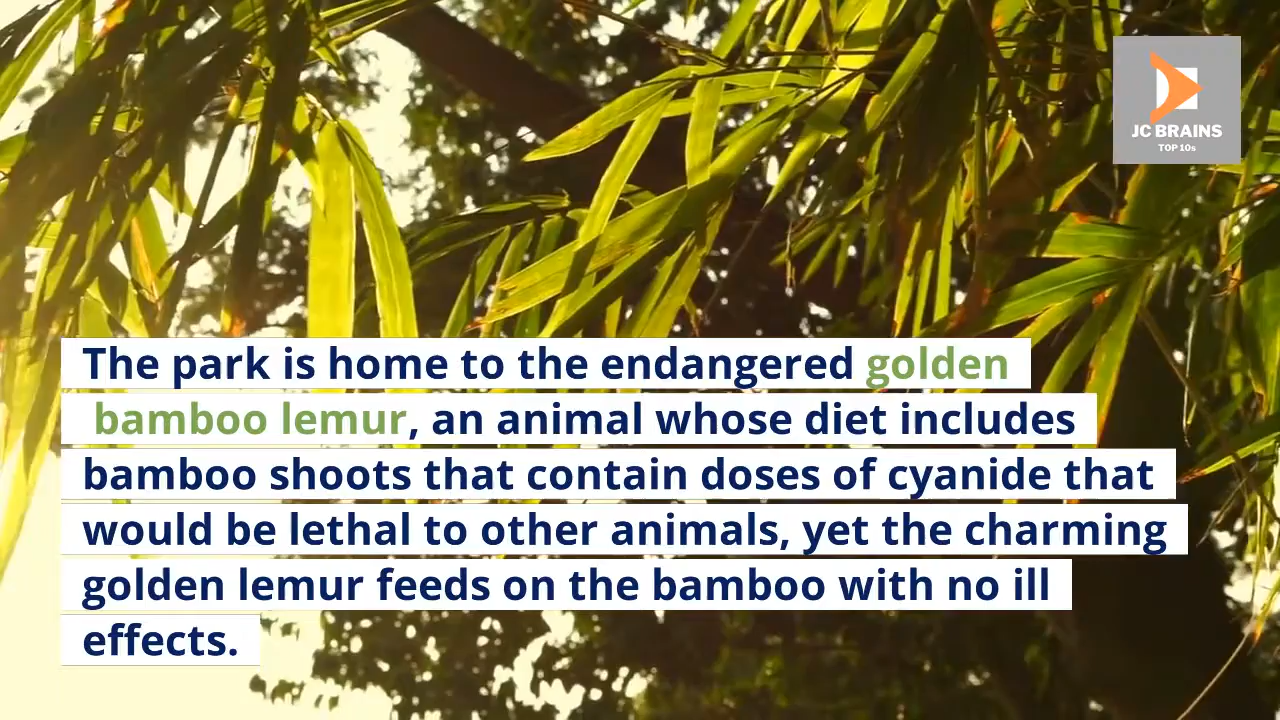 JC BRAINS
TOP 10s
The park is home to the endangered golden
bamboo lemur, an animal whose diet includes
bamboo shoots that contain doses of cyanide that
would be lethal to other animals, yet the charming
golden lemur feeds on the bamboo with no ill
effects.